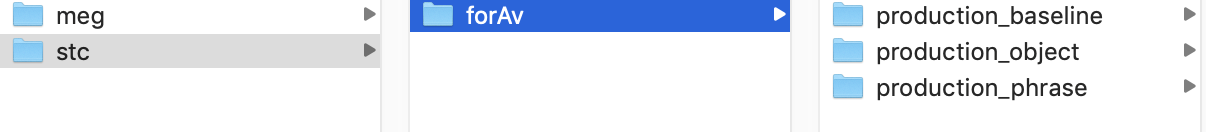 meg
stc
forAv
production_baseline
production_object
production_phrase